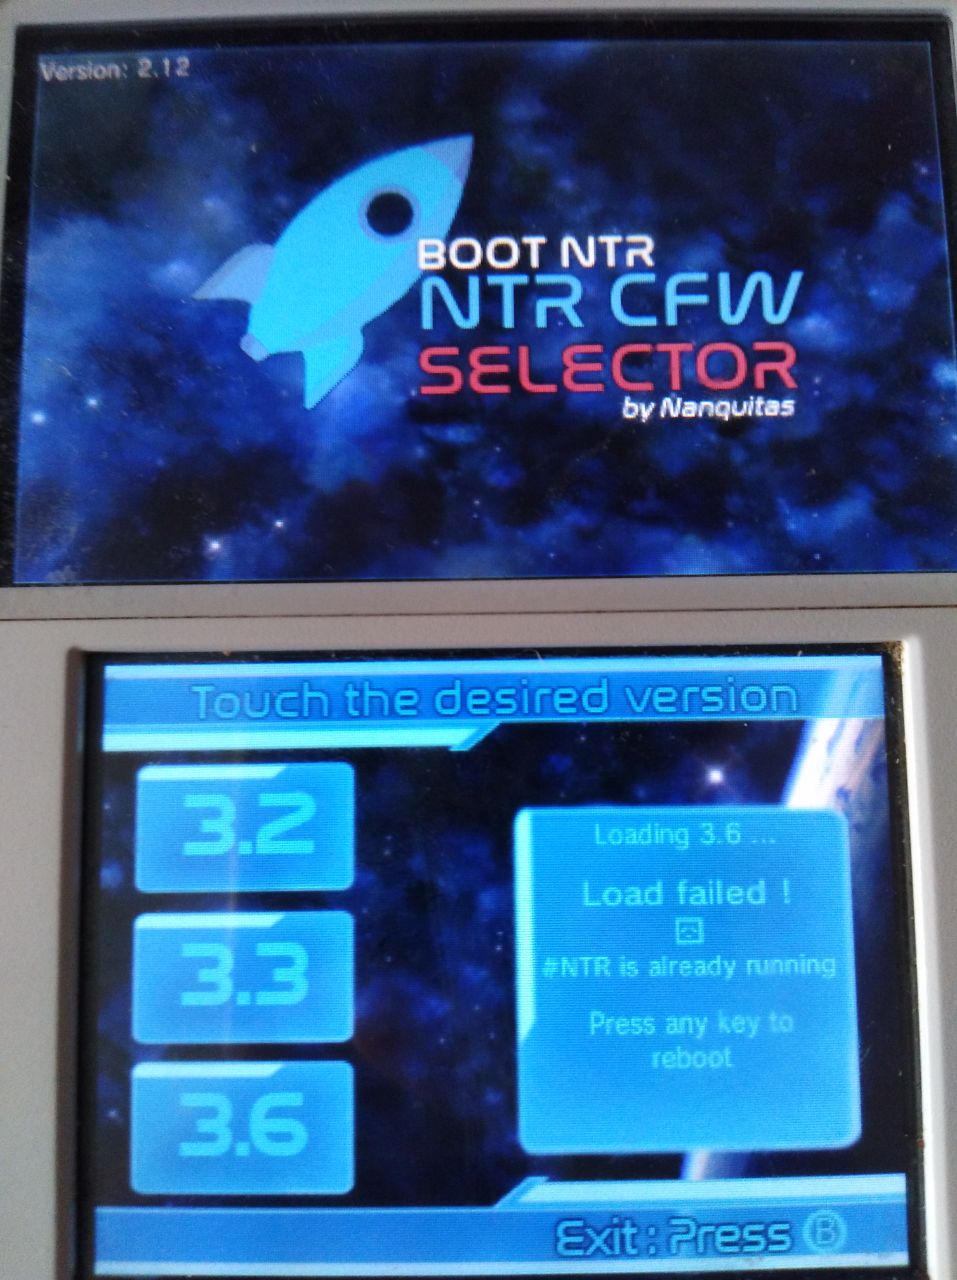 Version: 2.12
BOOT NTR
NTR CFW
SELECTOR
by Nanquitas
Touch the desired version
3.2
3.3
3.6
Loading 3.6 ...
Load failed !
#NTR is already running
Press any key to
reboot
Exit : Press B